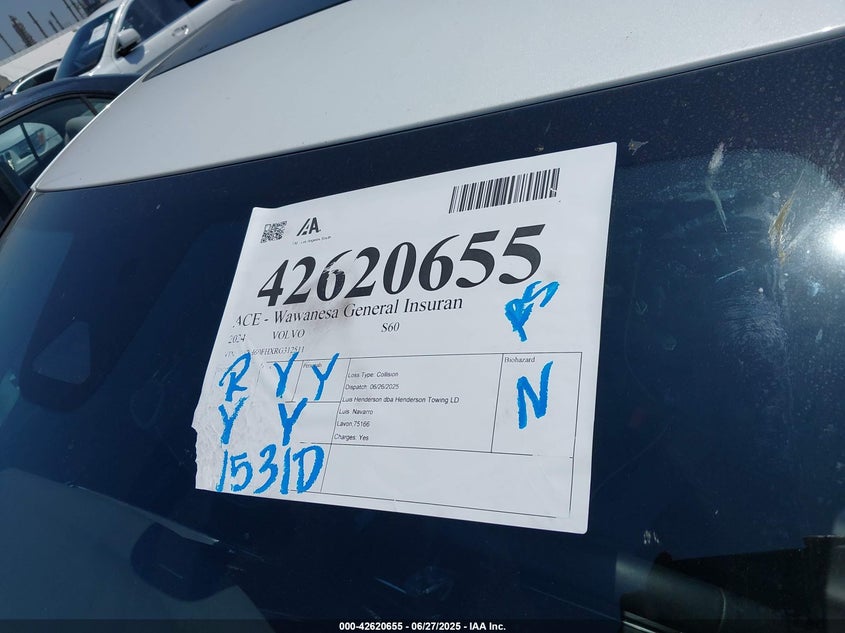 IAA
42620655
ACE - Wawanesa General Insuran
2024 VOLVO S60
PS
R Y Y
Loss Type: Collision
Biohazard
Dispatch: 06/26/2025
Luis Henderson dba Henderson Towing LD
N
Y Y
Luis Navarro
Lavon,75166
Charges: Yes
1531D
000-42620655 - 06/27/2025 - IAA Inc.